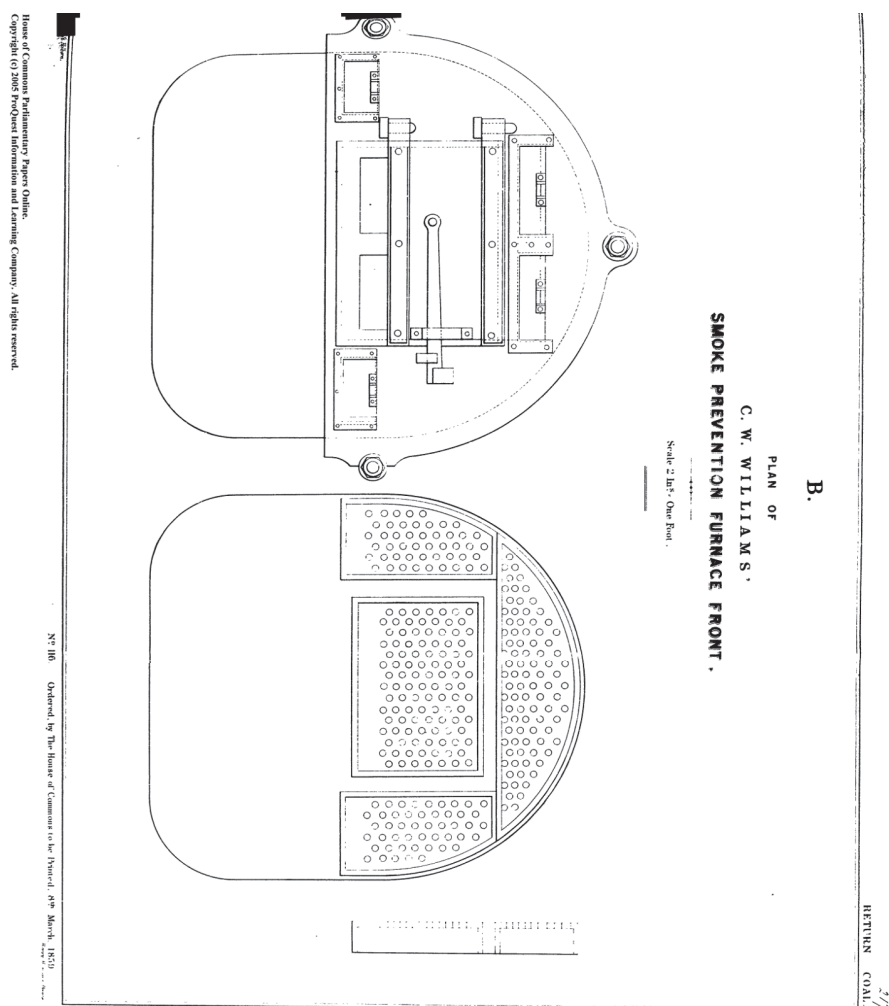 RETURN COAL
B.
PLAN OF
C. W. WILLIAMS'
SMOKE PREVENTION FURNACE FRONT.
Scale 2 Ins. One Foot.
No 116 Ordered, by The House of Commons to be Printed, 8th March, 1859
House of Commons Parliamentary Papers Online.
Copyright (c) 2005 ProQuest Information and Learning Company. All rights reserved.